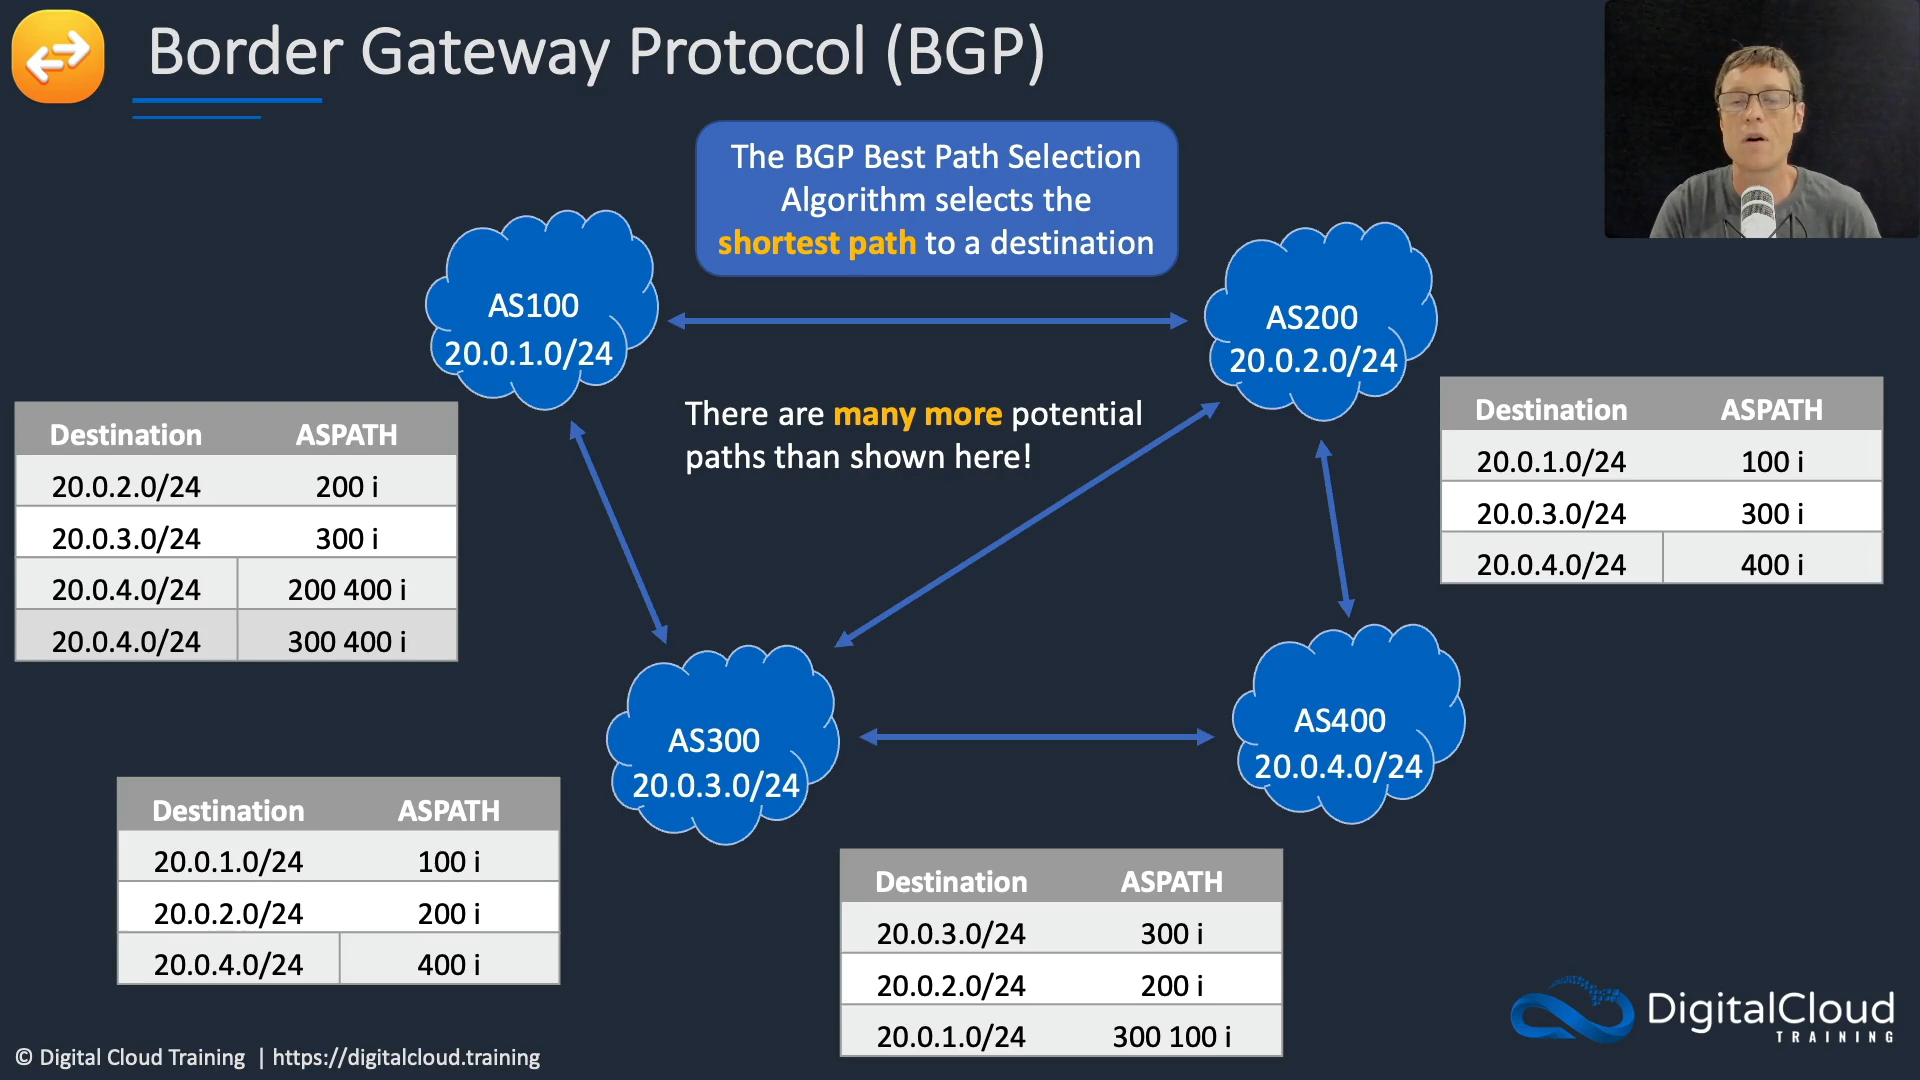 Border Gateway Protocol (BGP)
The BGP Best Path Selection
Algorithm selects the
shortest path to a destination
AS100
20.0.1.0/24
AS200
20.0.2.0/24
There are many more potential
paths than shown here!
Destination ASPATH
20.0.2.0/24 200 i
20.0.3.0/24 300 i
20.0.4.0/24 200 400 i
20.0.4.0/24 300 400 i
Destination ASPATH
20.0.1.0/24 100 i
20.0.3.0/24 300 i
20.0.4.0/24 400 i
AS300
20.0.3.0/24
AS400
20.0.4.0/24
Destination ASPATH
20.0.1.0/24 100 i
20.0.2.0/24 200 i
20.0.4.0/24 400 i
Destination ASPATH
20.0.3.0/24 300 i
20.0.2.0/24 200 i
20.0.1.0/24 300 100 i
DigitalCloud
TRAINING
© Digital Cloud Training | https://digitalcloud.training